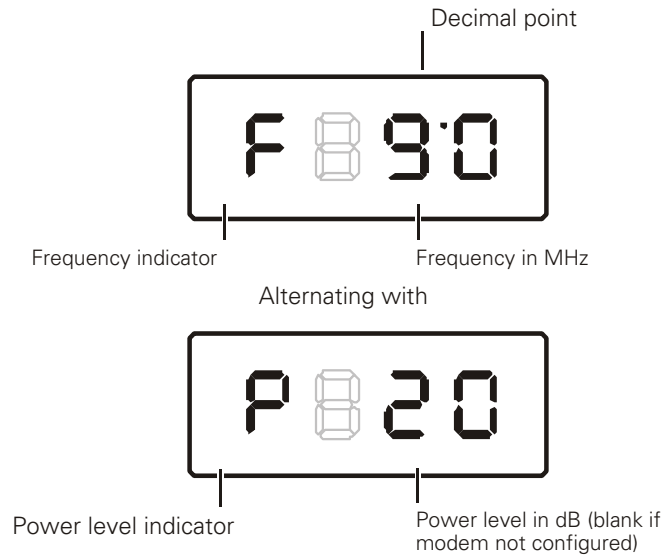 Decimal point
F 9.0
Frequency indicator
Frequency in MHz
Alternating with
P 20
Power level indicator
Power level in dB (blank if
modem not configured)